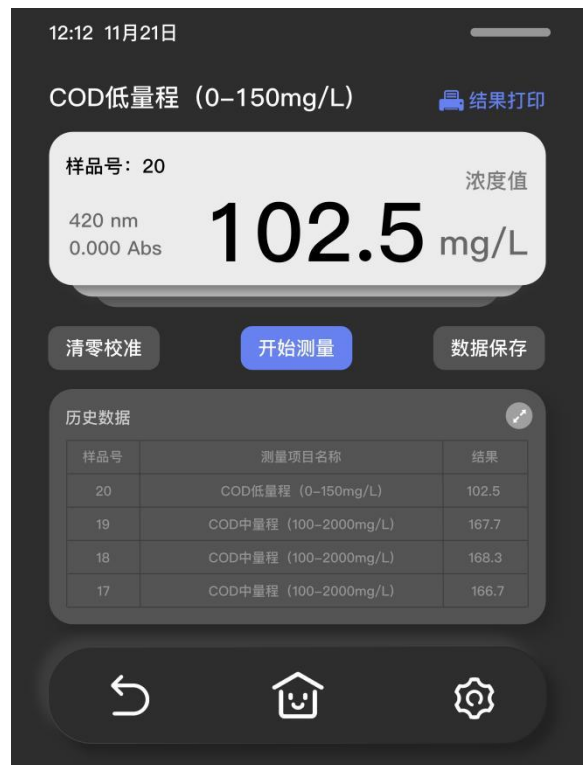 12:12 11月21日
COD低量程（0-150mg/L） 结果打印
样品号：20
浓度值
420 nm
0.000 Abs
102.5 mg/L
清零校准 开始测量 数据保存
历史数据
样品号 测量项目名称 结果
20 COD低量程（0-150mg/L） 102.5
19 COD中量程（100-2000mg/L） 167.7
18 COD中量程（100-2000mg/L） 168.3
17 COD中量程（100-2000mg/L） 166.7